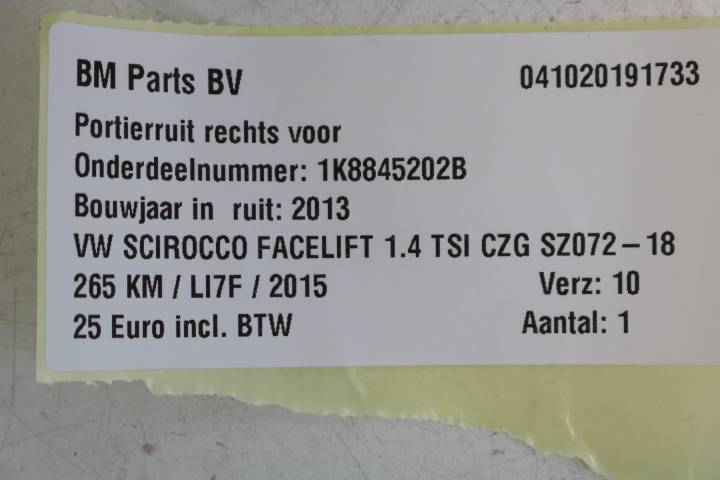 BM Parts BV 041020191733
Portierruit rechts voor
Onderdeelnummer: 1K8845202B
Bouwjaar in ruit: 2013
VW SCIROCCO FACELIFT 1.4 TSI CZG SZ072-18
265 KM / LI7F / 2015 Verz: 10
25 Euro incl. BTW Aantal: 1